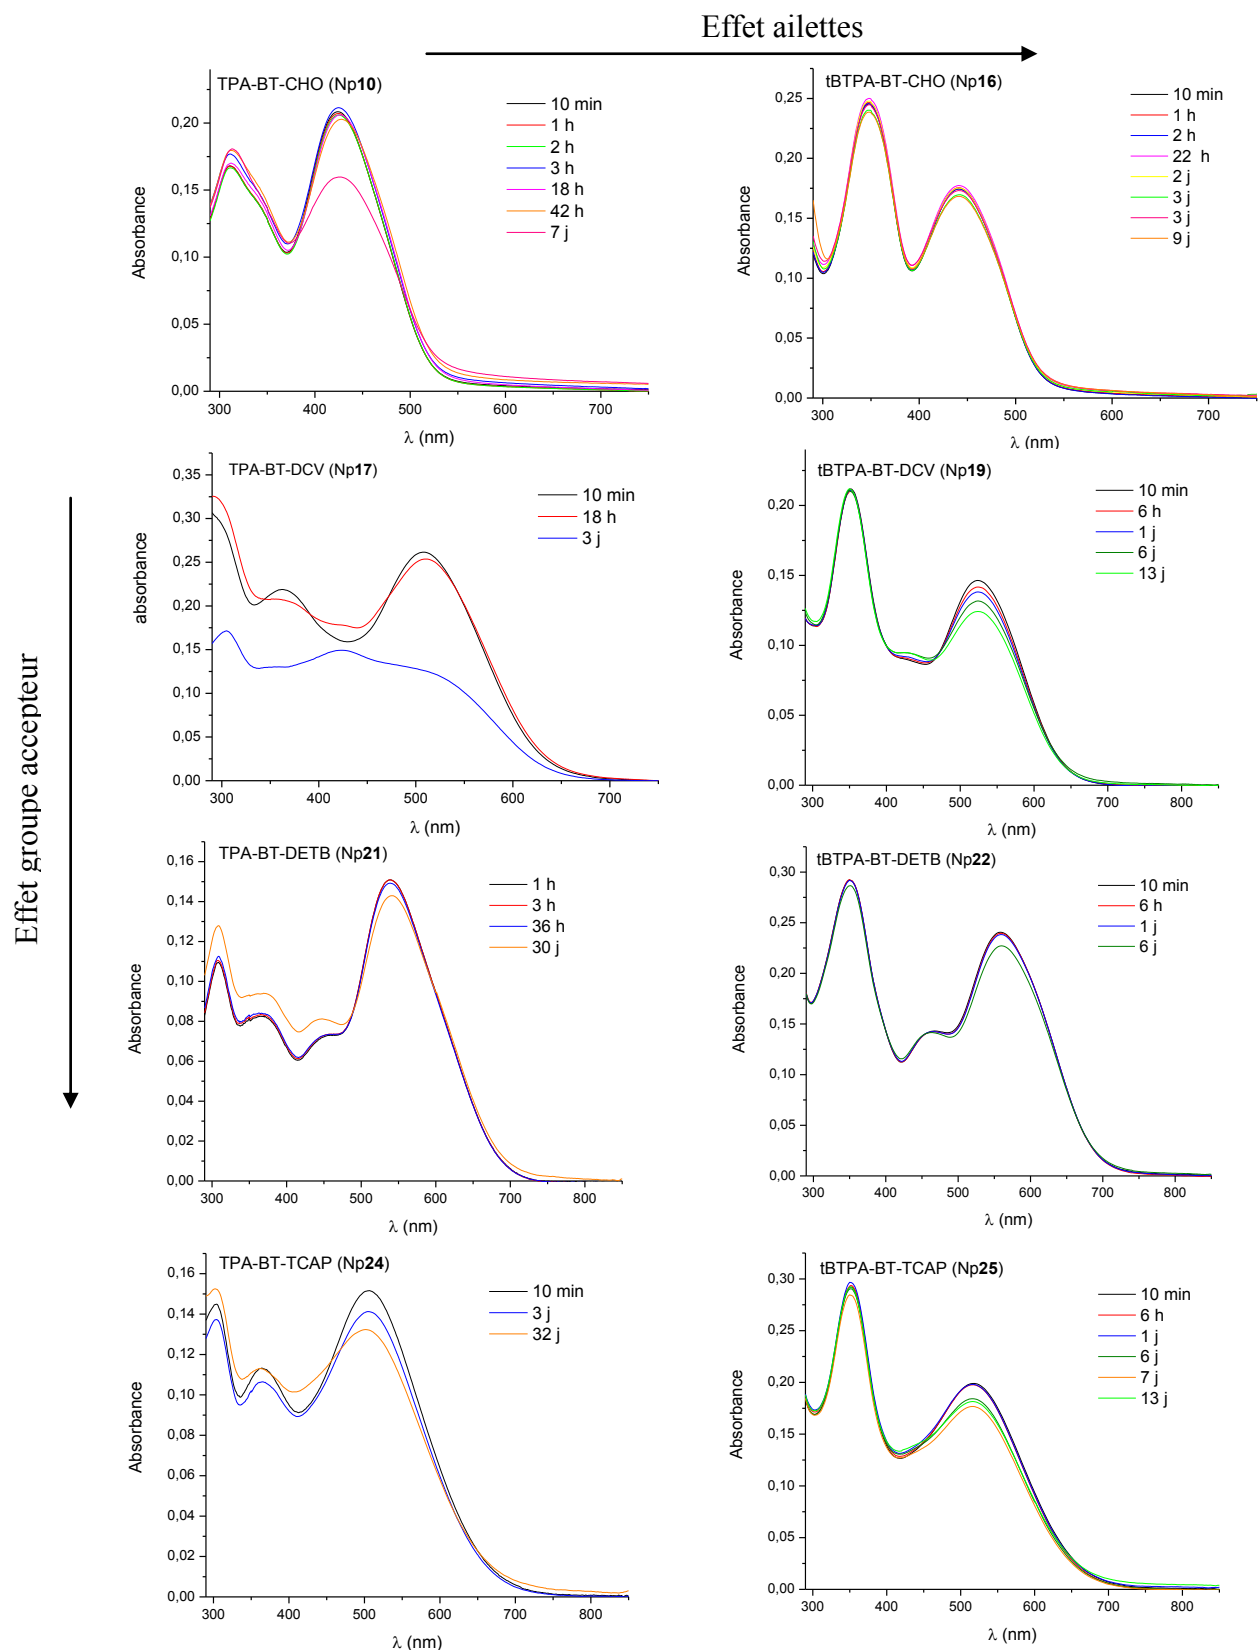 Effet ailettes
Effet groupe accepteur
TPA-BT-CHO (Np10)
10 min
1 h
2 h
3 h
18 h
42 h
7 j
0,20
0,15
0,10
0,05
0,00
Absorbance
300 400 500 600 700
λ (nm)
tBTPA-BT-CHO (Np16)
10 min
1 h
2 h
22 h
2 j
3 j
3 j
9 j
0,25
0,20
0,15
0,10
0,05
0,00
Absorbance
300 400 500 600 700
λ (nm)
TPA-BT-DCV (Np17)
10 min
18 h
3 j
0,35
0,30
0,25
0,20
0,15
0,10
0,05
0,00
absorbance
300 400 500 600 700
λ (nm)
tBTPA-BT-DCV (Np19)
10 min
6 h
1 j
6 j
13 j
0,20
0,15
0,10
0,05
0,00
Absorbance
300 400 500 600 700 800
λ (nm)
TPA-BT-DETB (Np21)
1 h
3 h
36 h
30 j
0,16
0,14
0,12
0,10
0,08
0,06
0,04
0,02
0,00
Absorbance
300 400 500 600 700 800
λ (nm)
tBTPA-BT-DETB (Np22)
10 min
6 h
1 j
6 j
0,30
0,25
0,20
0,15
0,10
0,05
0,00
Absorbance
300 400 500 600 700 800
λ (nm)
TPA-BT-TCAP (Np24)
10 min
3 j
32 j
0,16
0,14
0,12
0,10
0,08
0,06
0,04
0,02
0,00
Absorbance
300 400 500 600 700 800
λ (nm)
tBTPA-BT-TCAP (Np25)
10 min
6 h
1 j
6 j
7 j
13 j
0,30
0,25
0,20
0,15
0,10
0,05
0,00
Absorbance
300 400 500 600 700 800
λ (nm)